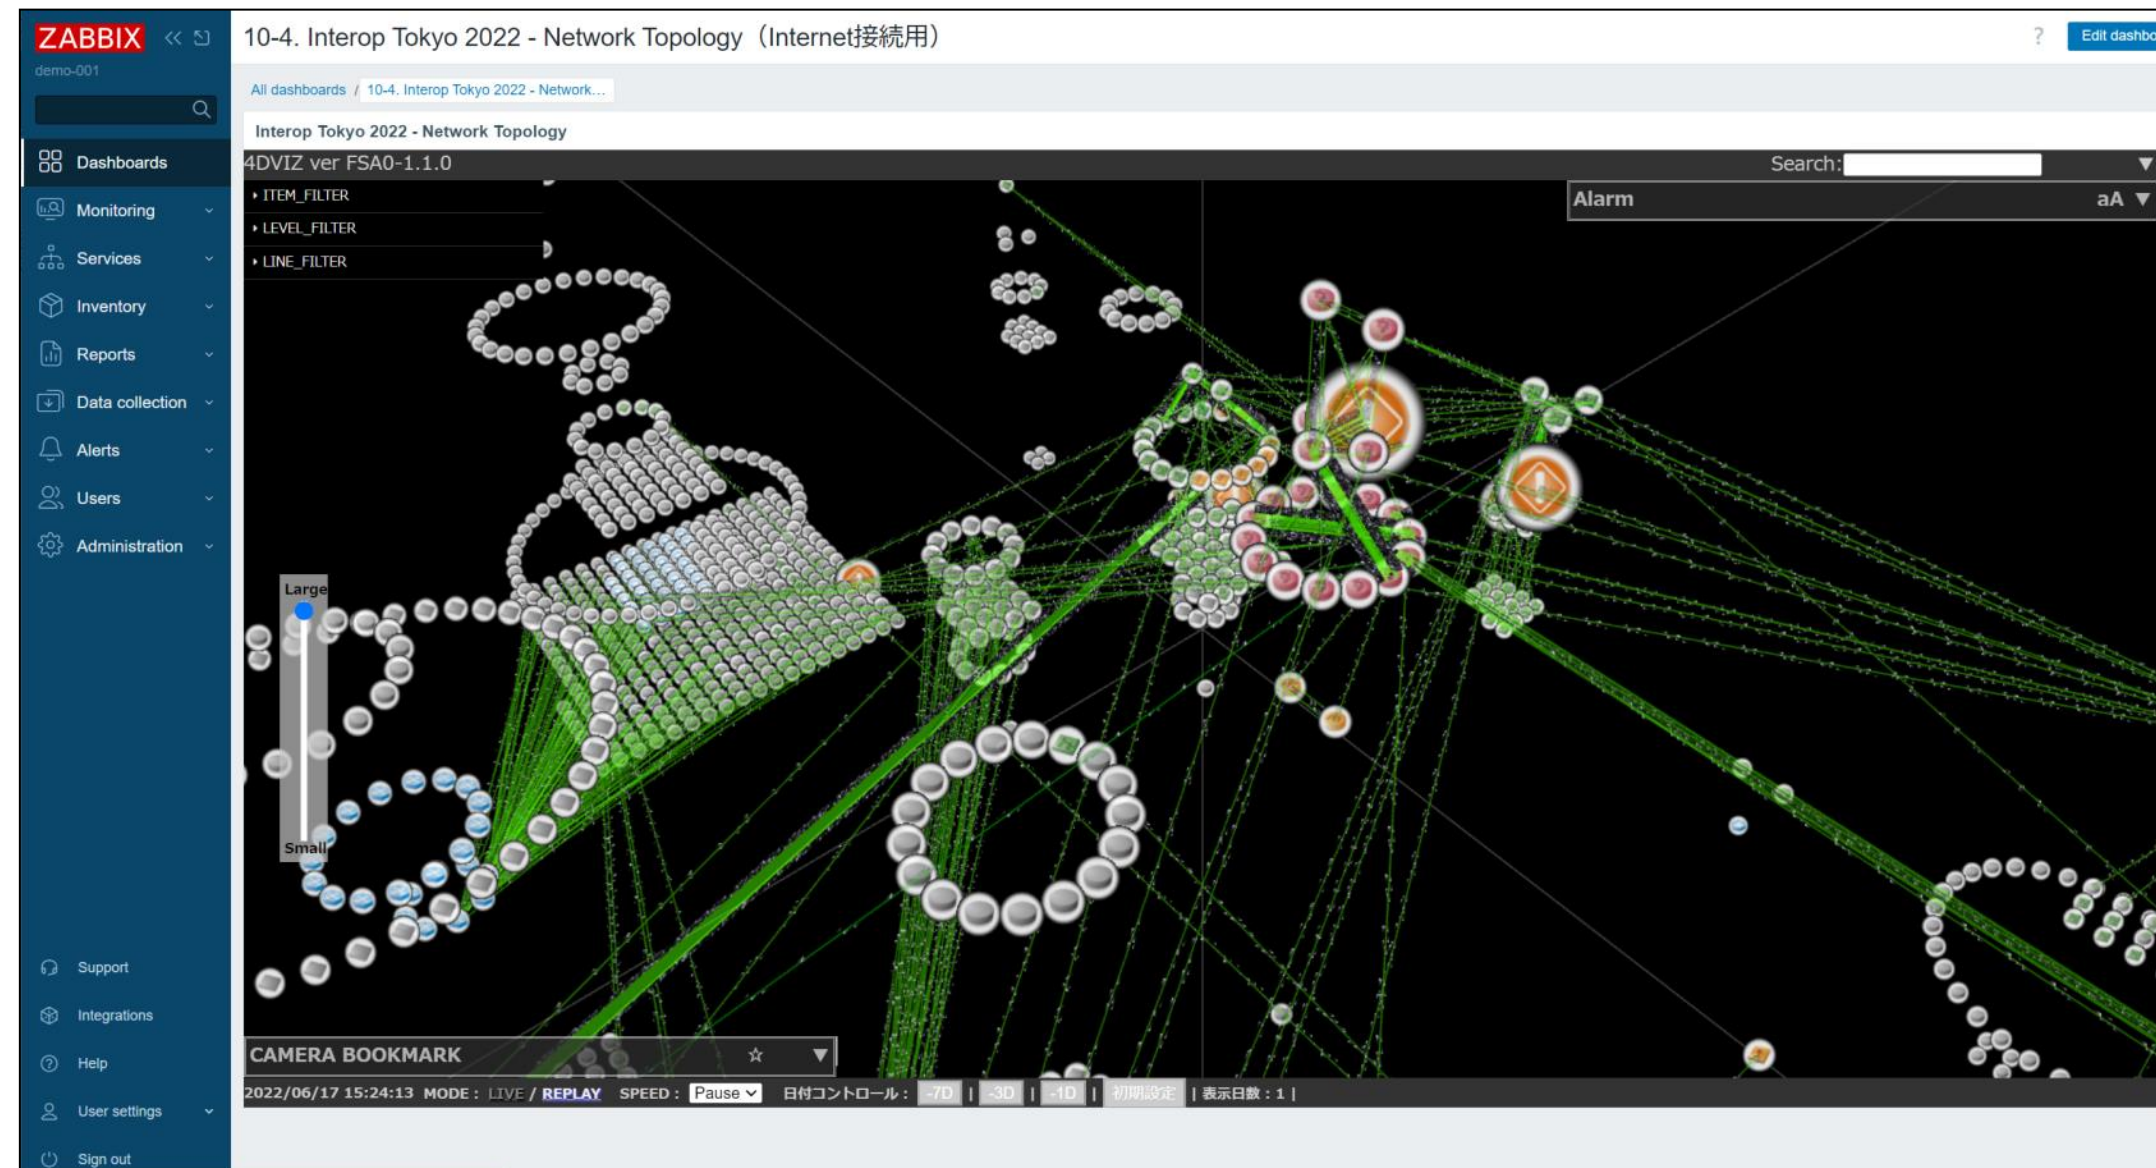 ZABBIX
demo-001
Dashboards
Monitoring
Services
Inventory
Reports
Data collection
Alerts
Users
Administration
Support
Integrations
Help
User settings
Sign out
10-4. Interop Tokyo 2022 - Network Topology（Internet接続用）
? Edit dashbo
All dashboards / 10-4. Interop Tokyo 2022 - Network...
Interop Tokyo 2022 - Network Topology
4DVIZ ver FSA0-1.1.0 Search: ▼
ITEM_FILTER
LEVEL_FILTER
LINE_FILTER
Alarm aA ▼
Large
Small
CAMERA BOOKMARK ☆ ▼
2022/06/17 15:24:13 MODE : LIVE / REPLAY SPEED : Pause 日付コントロール : -7D | -3D | -1D | 初期設定 | 表示日数 : 1 |